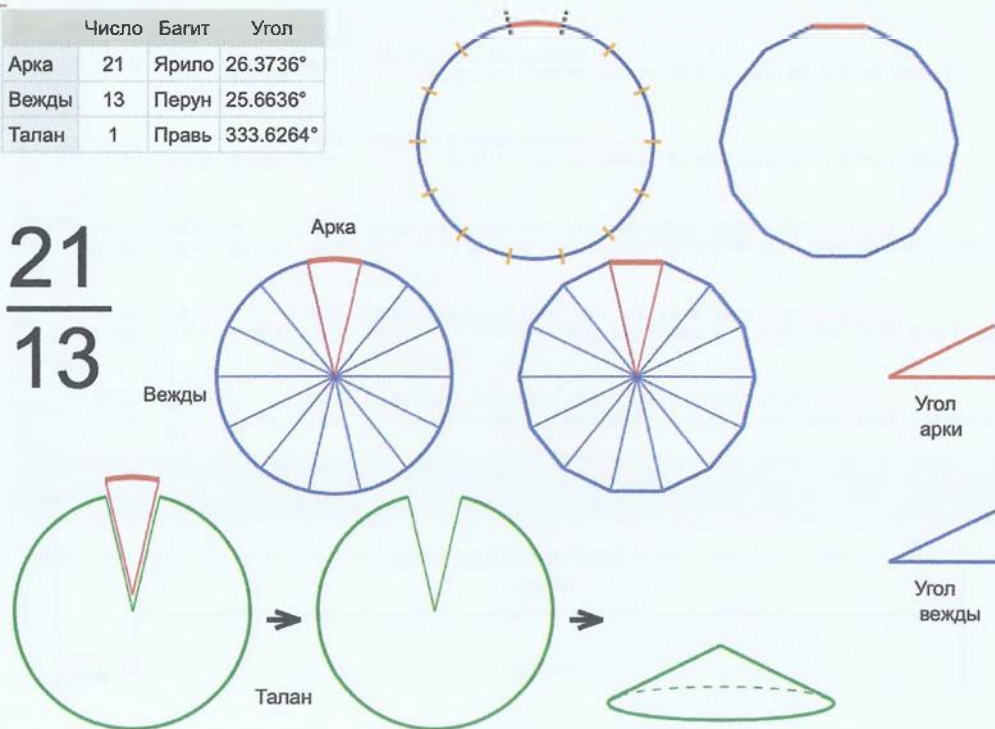 Число Багит Угол
Арка 21 Ярило 26.3736°
Вежды 13 Перун 25.6636°
Талан 1 Правь 333.6264°
21
13
Арка
Вежды
Угол
арки
Угол
вежды
Талан